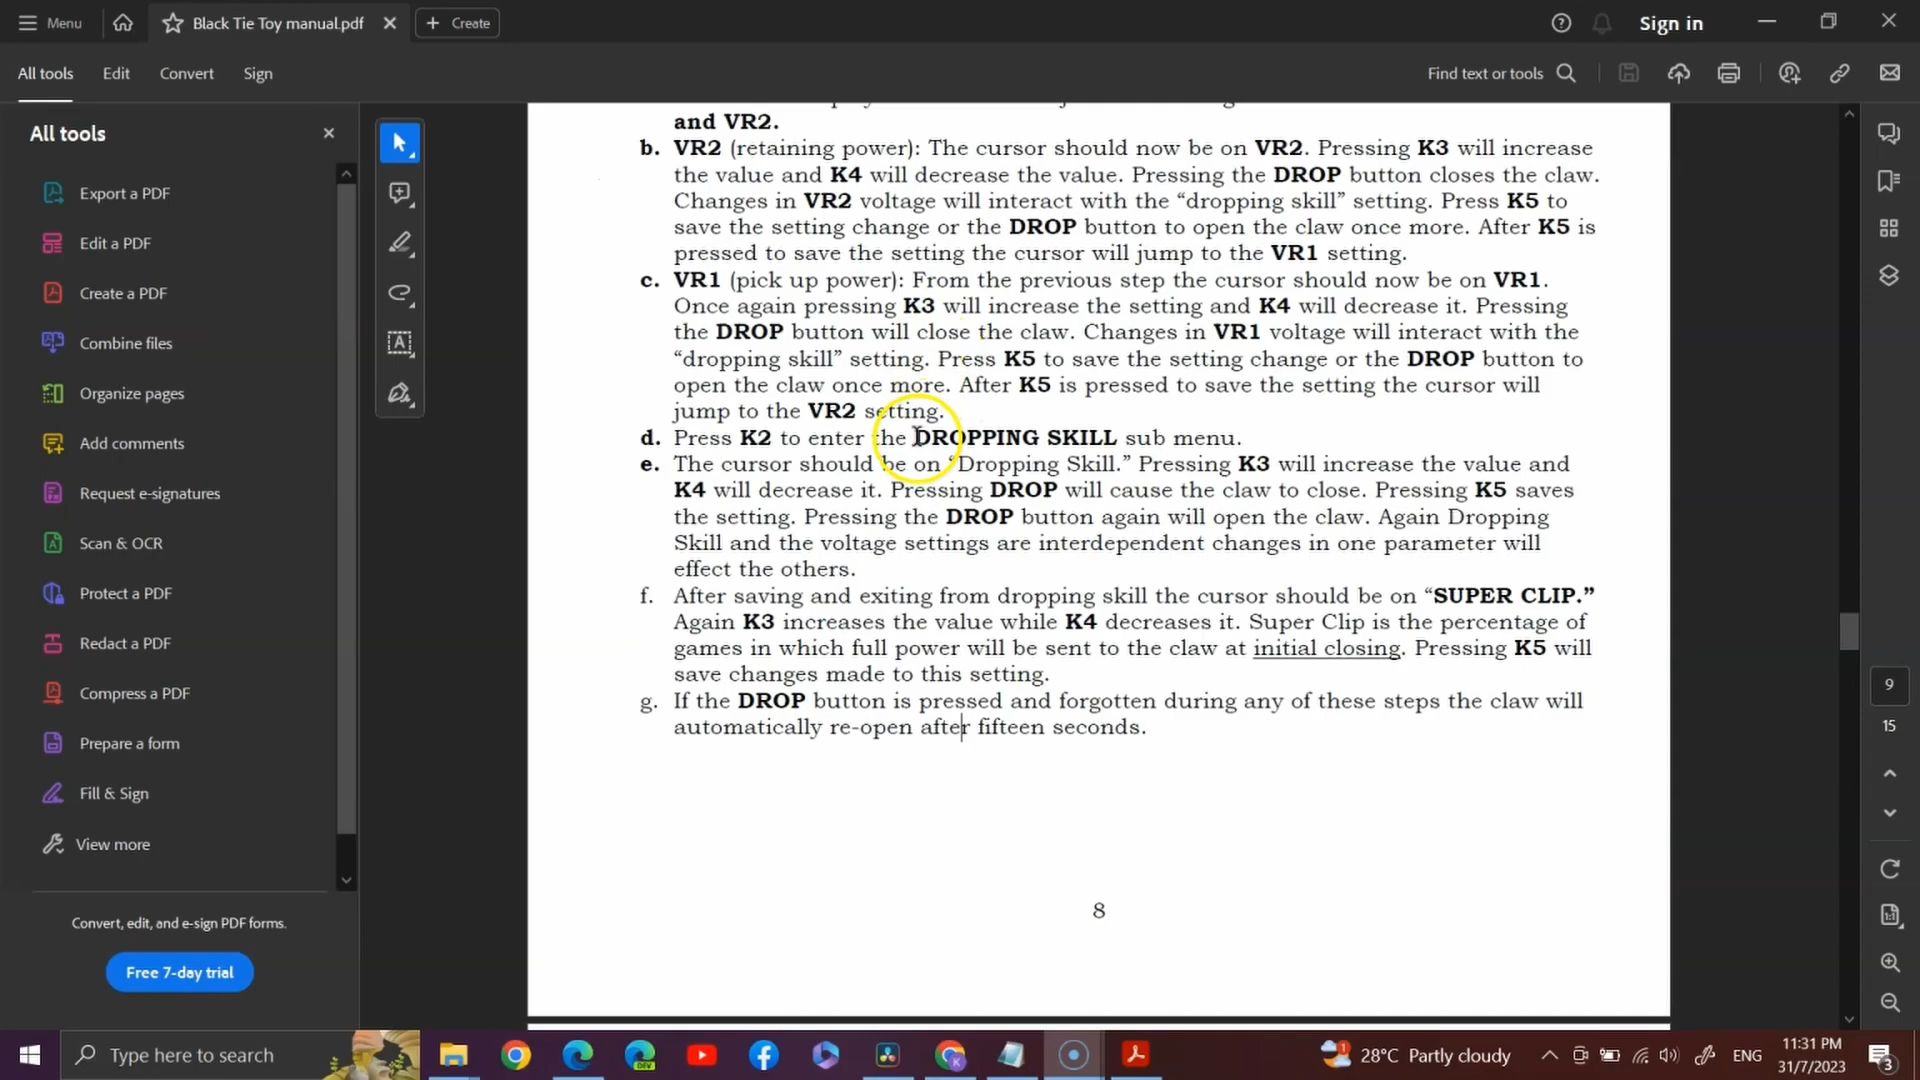 Menu
Black Tie Toy manual.pdf
Create
Sign in
All tools
Edit
Convert
Sign
Find text or tools
All tools
Export a PDF
Edit a PDF
Create a PDF
Combine files
Organize pages
Add comments
Request e-signatures
Scan & OCR
Protect a PDF
Redact a PDF
Compress a PDF
Prepare a form
Fill & Sign
View more
Convert, edit, and e-sign PDF forms.
Free 7-day trial
and VR2.
b. VR2 (retaining power): The cursor should now be on VR2. Pressing K3 will increase
the value and K4 will decrease the value. Pressing the DROP button closes the claw.
Changes in VR2 voltage will interact with the “dropping skill” setting. Press K5 to
save the setting change or the DROP button to open the claw once more. After K5 is
pressed to save the setting the cursor will jump to the VR1 setting.
c. VR1 (pick up power): From the previous step the cursor should now be on VR1.
Once again pressing K3 will increase the setting and K4 will decrease it. Pressing
the DROP button will close the claw. Changes in VR1 voltage will interact with the
“dropping skill” setting. Press K5 to save the setting change or the DROP button to
open the claw once more. After K5 is pressed to save the setting the cursor will
jump to the VR2 setting.
d. Press K2 to enter the DROPPING SKILL sub menu.
e. The cursor should be on “Dropping Skill.” Pressing K3 will increase the value and
K4 will decrease it. Pressing DROP will cause the claw to close. Pressing K5 saves
the setting. Pressing the DROP button again will open the claw. Again Dropping
Skill and the voltage settings are interdependent changes in one parameter will
effect the others.
f. After saving and exiting from dropping skill the cursor should be on “SUPER CLIP.”
Again K3 increases the value while K4 decreases it. Super Clip is the percentage of
games in which full power will be sent to the claw at initial closing. Pressing K5 will
save changes made to this setting.
g. If the DROP button is pressed and forgotten during any of these steps the claw will
automatically re-open after fifteen seconds.
8
9
15
Type here to search
DEV
28°C Partly cloudy
ENG
11:31 PM
31/7/2023
3